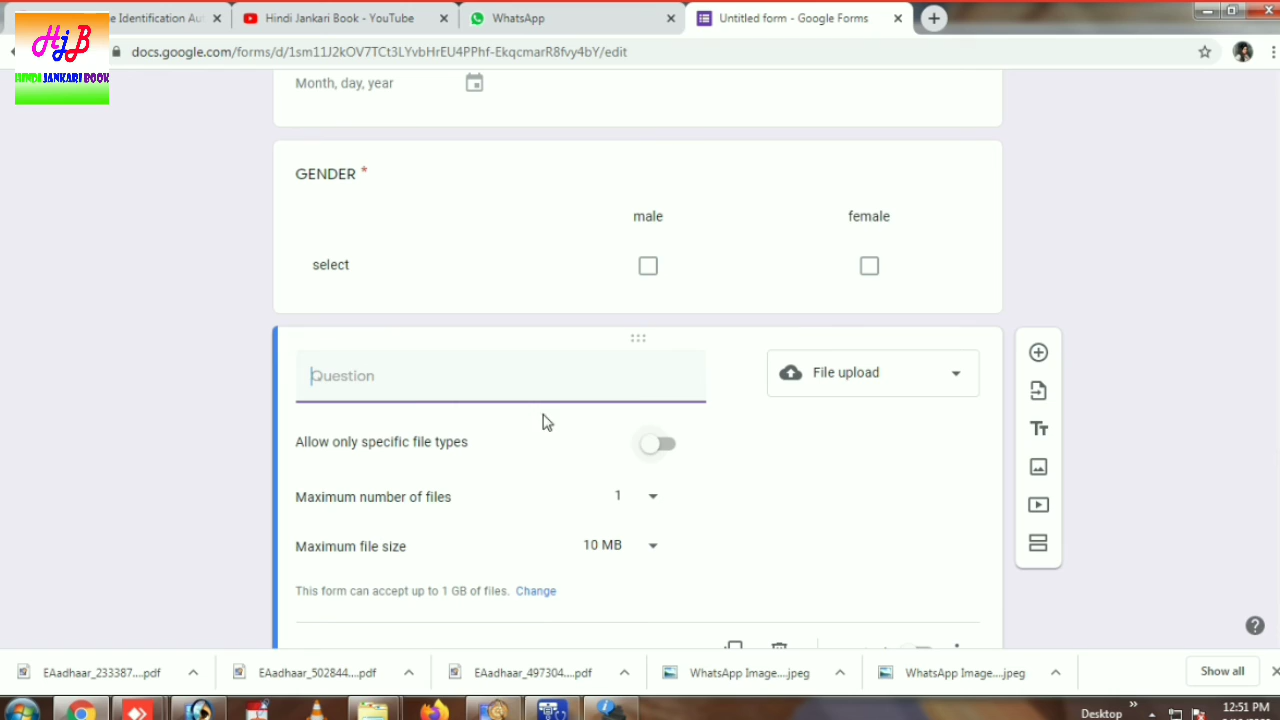 e Identification Au
Hindi Jankari Book - YouTube
WhatsApp
Untitled form - Google Forms
HjB
HINDI JANKARI BOOK
docs.google.com/forms/d/1sm11J2kOV7TCt3LYvbHrEU4PPhf-EkqcmarR8fvy4bY/edit
Month, day, year
GENDER *
male
female
select
Question
File upload
Allow only specific file types
Maximum number of files
1
Maximum file size
10 MB
This form can accept up to 1 GB of files. Change
EAadhaar_233387....pdf
EAadhaar_502844....pdf
EAadhaar_497304....pdf
WhatsApp Image....jpeg
WhatsApp Image....jpeg
Show all
Desktop
12:51 PM